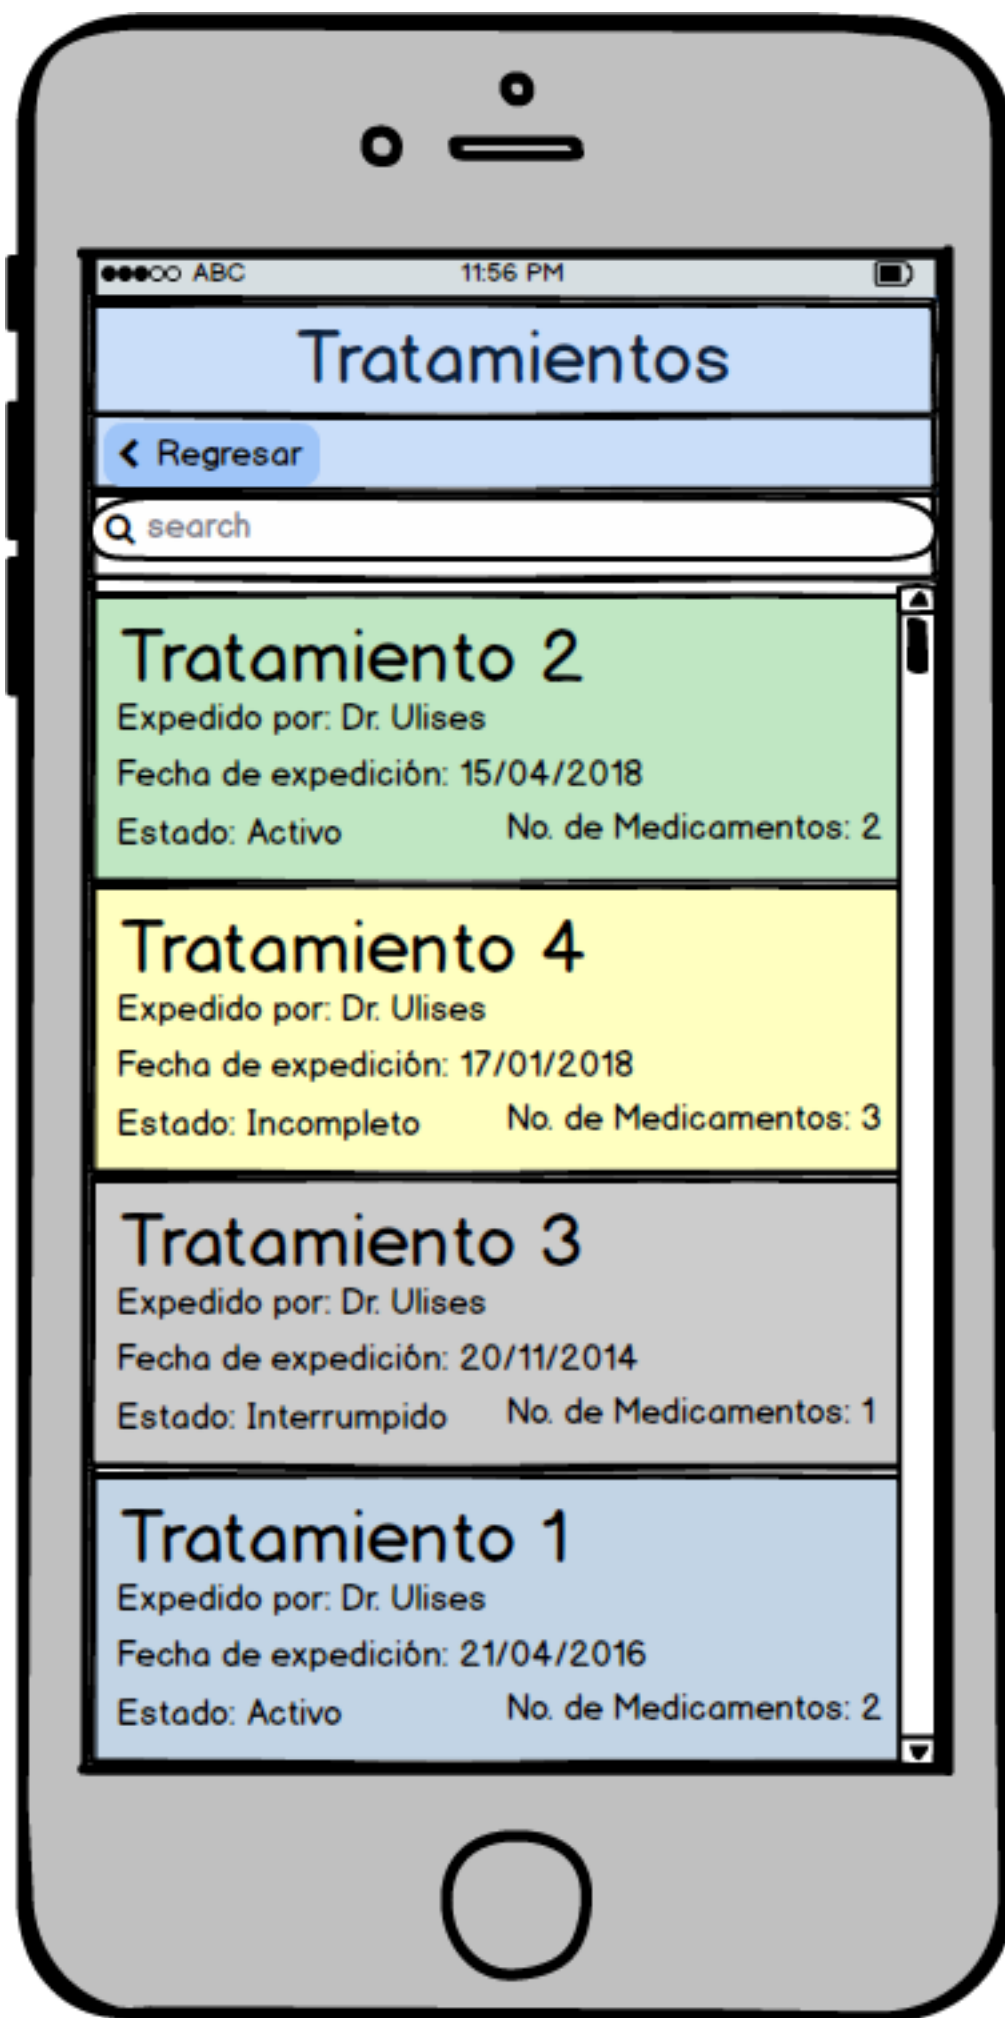 ABC 11:56 PM
Tratamientos
Regresar
search
Tratamiento 2
Expedido por: Dr. Ulises
Fecha de expedición: 15/04/2018
Estado: Activo No. de Medicamentos: 2
Tratamiento 4
Expedido por: Dr. Ulises
Fecha de expedición: 17/01/2018
Estado: Incompleto No. de Medicamentos: 3
Tratamiento 3
Expedido por: Dr. Ulises
Fecha de expedición: 20/11/2014
Estado: Interrumpido No. de Medicamentos: 1
Tratamiento 1
Expedido por: Dr. Ulises
Fecha de expedición: 21/04/2016
Estado: Activo No. de Medicamentos: 2